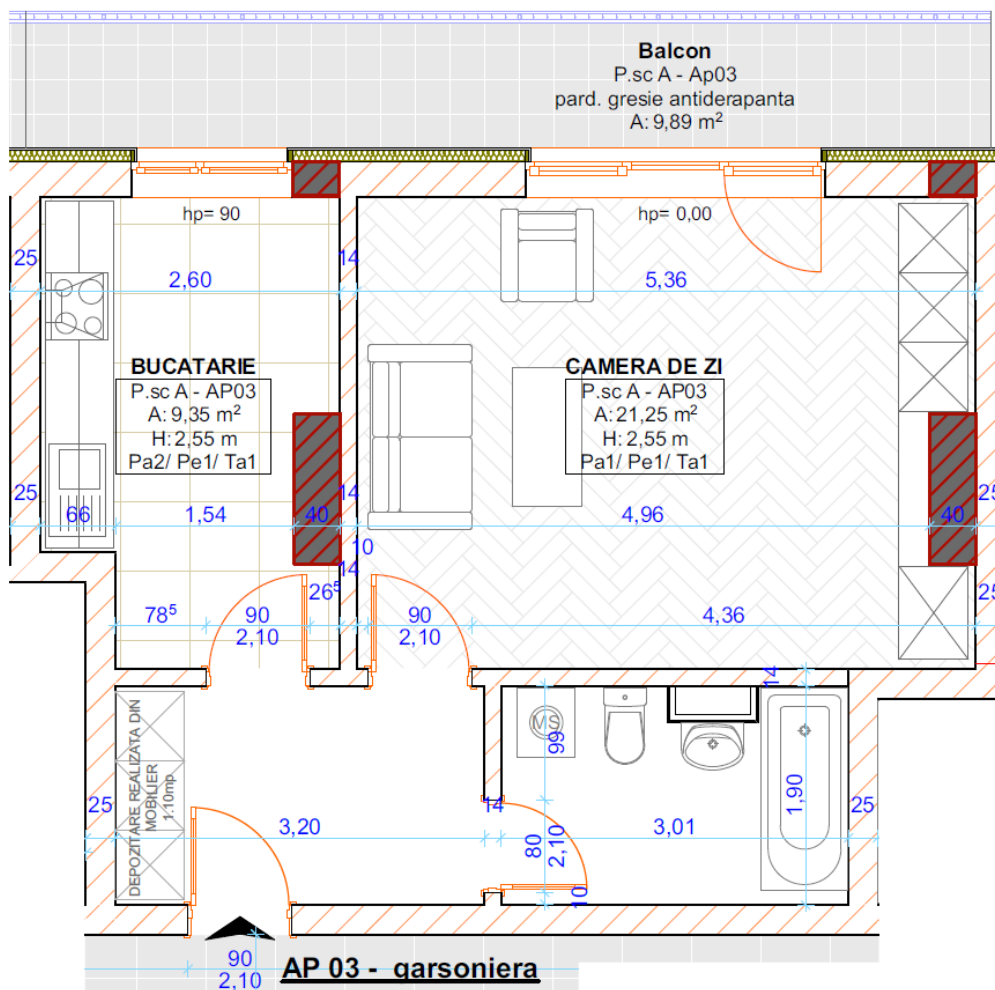 Balcon
P.sc A - Ap03
pard. gresie antiderapanta
A: 9,89 m²
hp= 90
hp= 0,00
25
2,60
14
5,36
BUCATARIE
P.sc A - AP03
A: 9,35 m²
H: 2,55 m
Pa2/ Pe1/ Ta1
CAMERA DE ZI
P.sc A - AP03
A: 21,25 m²
H: 2,55 m
Pa1/ Pe1/ Ta1
25
66
1,54
40
14
10
14
4,96
40
25
78⁵
90
2,10
26⁵
90
2,10
4,36
25
14
DEPOZITARE REALIZATA DIN
MOBILIER
1.10mp
MS
99
25
3,20
14
80
2,10
10
3,01
1,90
25
90
2,10
AP 03 - garsoniera